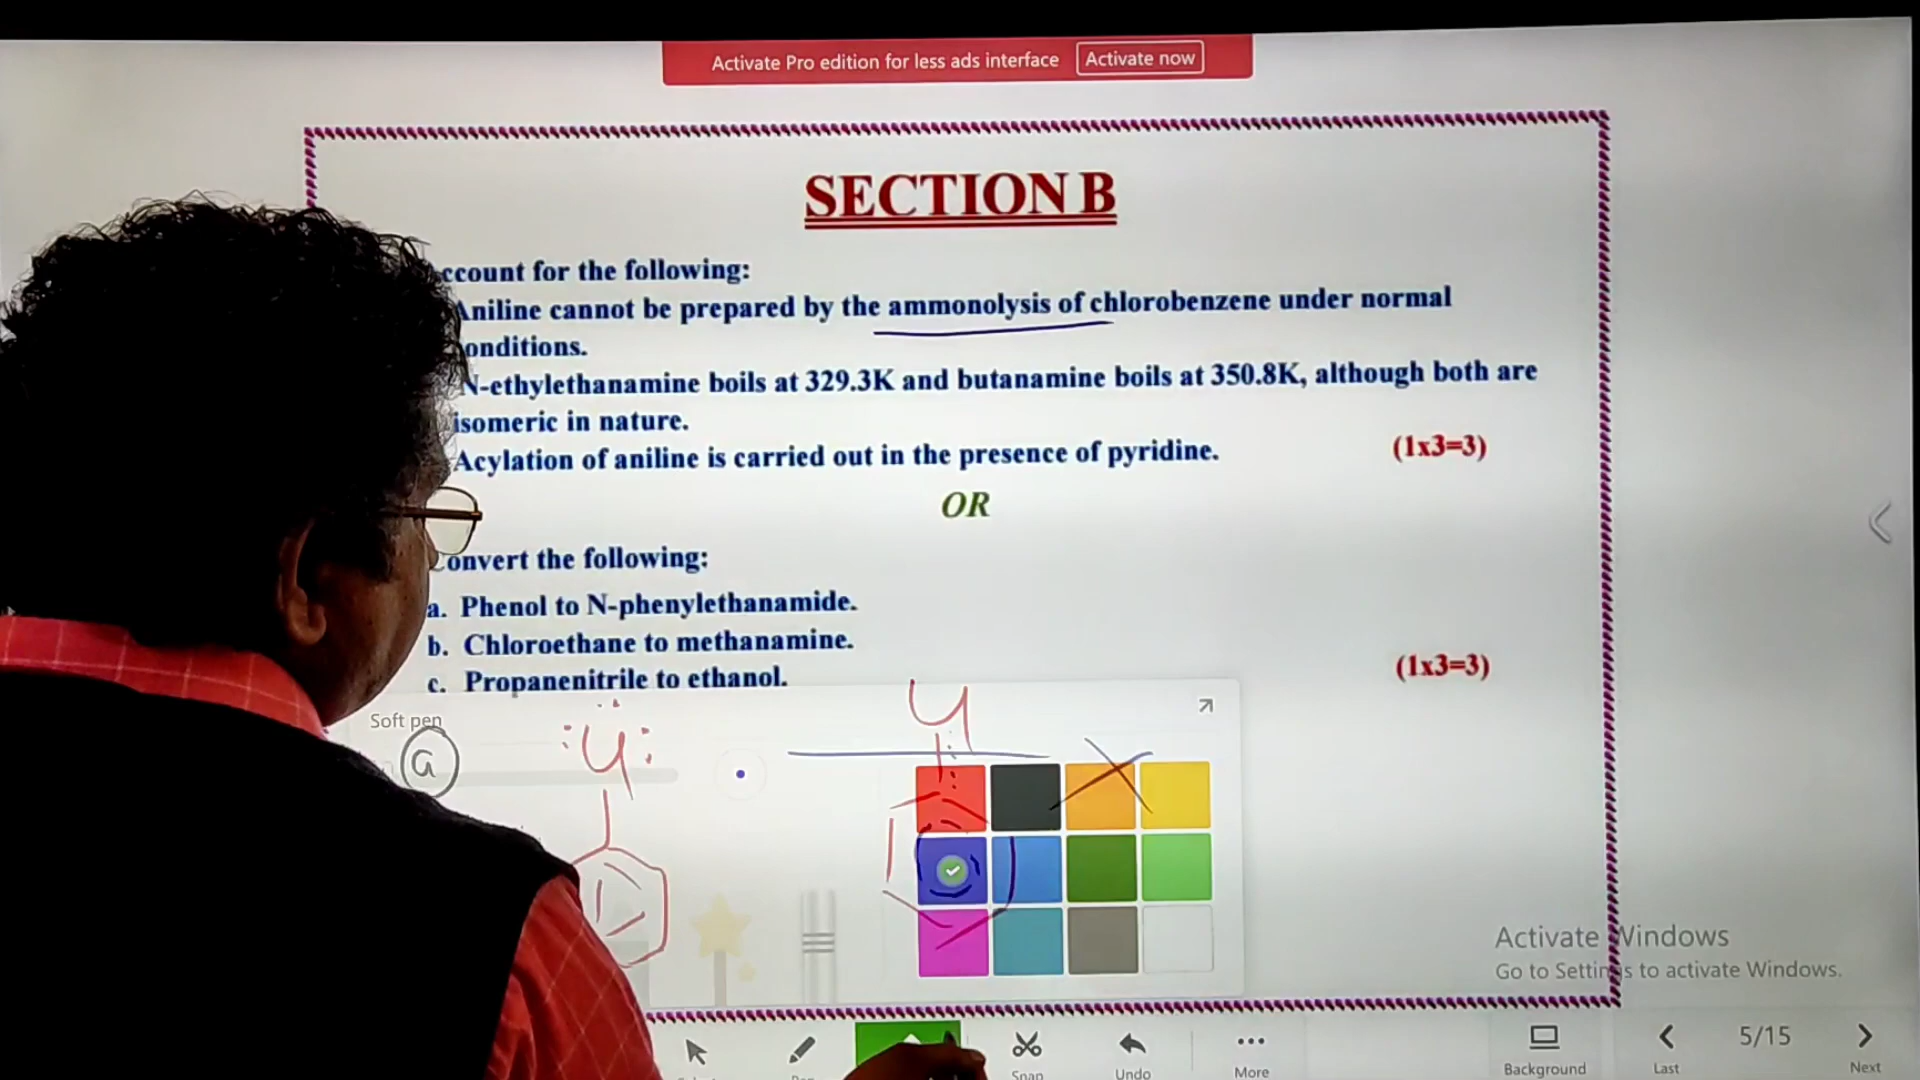 Activate Pro edition for less ads interface Activate now
SECTION B
ccount for the following:
Aniline cannot be prepared by the ammonolysis of chlorobenzene under normal
onditions.
N-ethylethanamine boils at 329.3K and butanamine boils at 350.8K, although both are
isomeric in nature.
Acylation of aniline is carried out in the presence of pyridine. (1x3=3)
OR
onvert the following:
a. Phenol to N-phenylethanamide.
b. Chloroethane to methanamine.
c. Propanenitrile to ethanol. (1x3=3)
Soft pen
Activate Windows
Go to Settings to activate Windows.
Snap
Undo
More
Background
Last
5/15
Next